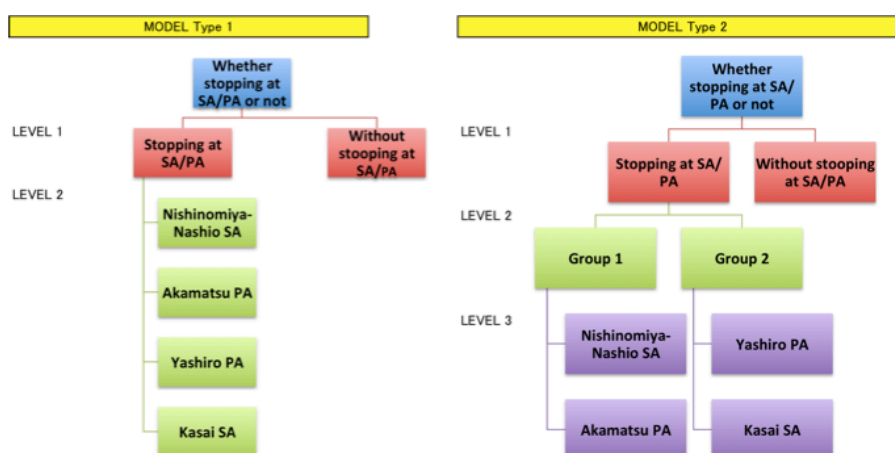 MODEL Type 1
Whether
stopping at
SA/PA or not
LEVEL 1
Stopping at
SA/PA
Without
stooping at
SA/PA
LEVEL 2
Nishinomiya-
Nashio SA
Akamatsu PA
Yashiro PA
Kasai SA
MODEL Type 2
Whether
stopping at SA/
PA or not
LEVEL 1
Stopping at SA/
PA
Without stooping
at SA/PA
LEVEL 2
Group 1
Group 2
LEVEL 3
Nishinomiya-
Nashio SA
Yashiro PA
Akamatsu PA
Kasai SA